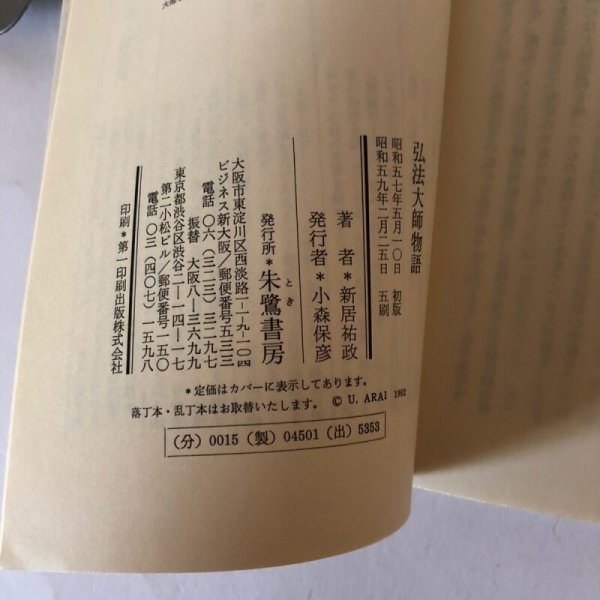 弘法大師物語
昭和五七年五月一〇日 初版
昭和五九年二月二五日 五刷
著者*新居祐政
発行者*小森保彦
発行所*朱鷺書房
とき
大阪市東淀川区西淡路一-一九-一〇四
ビジネス新大阪/郵便番号五三三
電話 〇六(三二三)三二九七
振替 大阪八-三六九九
東京都渋谷区渋谷二-一四-一七
第二小松ビル/郵便番号一五〇
電話 〇三(四〇七)一五九八
印刷*第一印刷出版株式会社
*定価はカバーに表示してあります。
落丁本・乱丁本はお取替いたします。
© U. ARAI 1982
(分) 0015 (製) 04501 (出) 5353